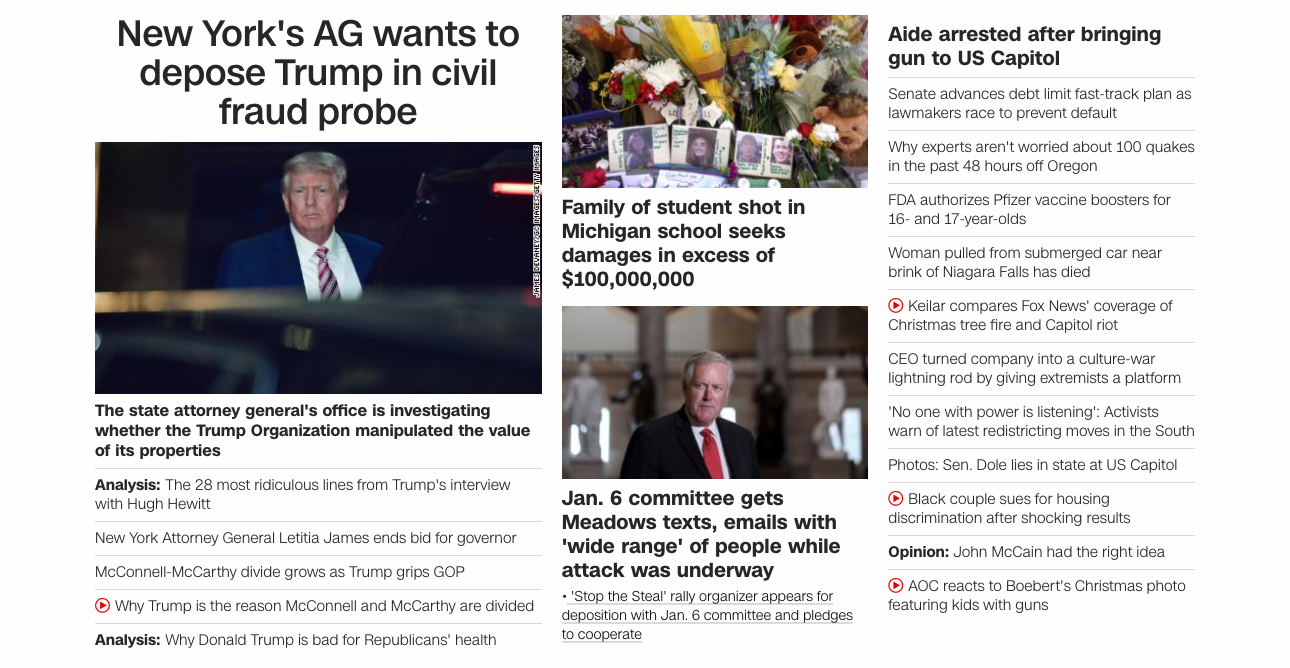 New York's AG wants to
depose Trump in civil
fraud probe
JAMES DEVANEY/GC IMAGES/GETTY IMAGES
The state attorney general's office is investigating
whether the Trump Organization manipulated the value
of its properties
Analysis: The 28 most ridiculous lines from Trump's interview
with Hugh Hewitt
New York Attorney General Letitia James ends bid for governor
McConnell-McCarthy divide grows as Trump grips GOP
Why Trump is the reason McConnell and McCarthy are divided
Analysis: Why Donald Trump is bad for Republicans' health
Family of student shot in
Michigan school seeks
damages in excess of
$100,000,000
Jan. 6 committee gets
Meadows texts, emails with
'wide range' of people while
attack was underway
• 'Stop the Steal' rally organizer appears for
deposition with Jan. 6 committee and pledges
to cooperate
Aide arrested after bringing
gun to US Capitol
Senate advances debt limit fast-track plan as
lawmakers race to prevent default
Why experts aren't worried about 100 quakes
in the past 48 hours off Oregon
FDA authorizes Pfizer vaccine boosters for
16- and 17-year-olds
Woman pulled from submerged car near
brink of Niagara Falls has died
Keilar compares Fox News' coverage of
Christmas tree fire and Capitol riot
CEO turned company into a culture-war
lightning rod by giving extremists a platform
'No one with power is listening': Activists
warn of latest redistricting moves in the South
Photos: Sen. Dole lies in state at US Capitol
Black couple sues for housing
discrimination after shocking results
Opinion: John McCain had the right idea
AOC reacts to Boebert's Christmas photo
featuring kids with guns